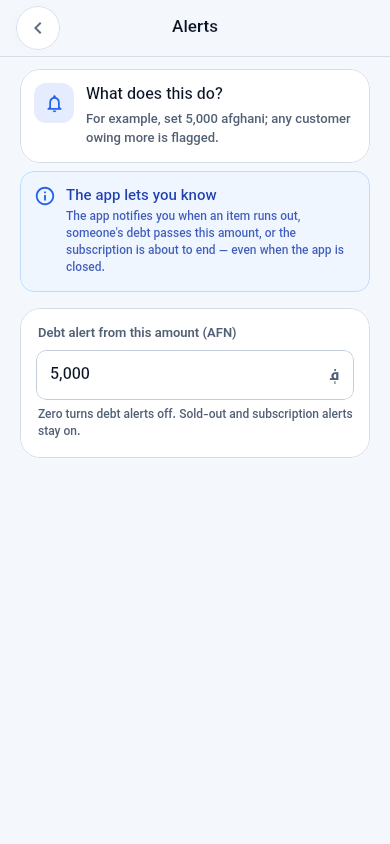 Alerts
What does this do?
For example, set 5,000 afghani; any customer
owing more is flagged.
The app lets you know
The app notifies you when an item runs out,
someone's debt passes this amount, or the
subscription is about to end — even when the app is
closed.
Debt alert from this amount (AFN)
5,000 ؋
Zero turns debt alerts off. Sold-out and subscription alerts
stay on.